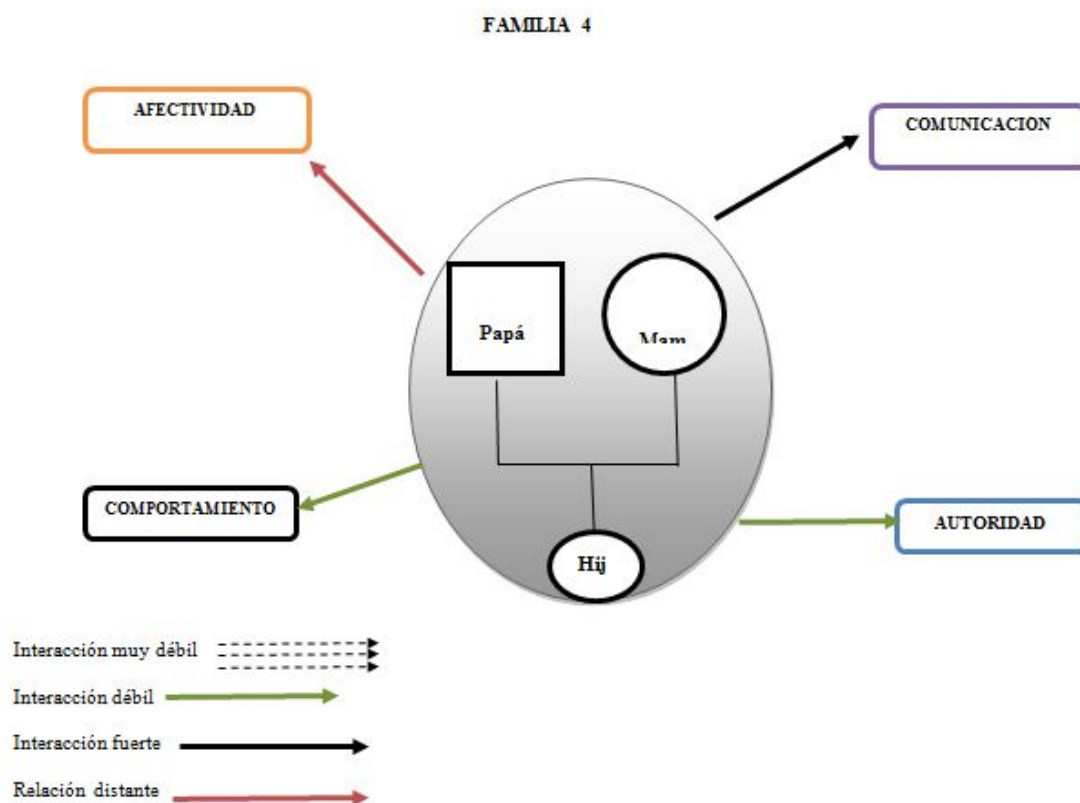 FAMILIA 4
AFECTIVIDAD
COMUNICACION
Papá
Mam
COMPORTAMIENTO
AUTORIDAD
Hij
Interacción muy débil
Interacción débil
Interacción fuerte
Relación distante